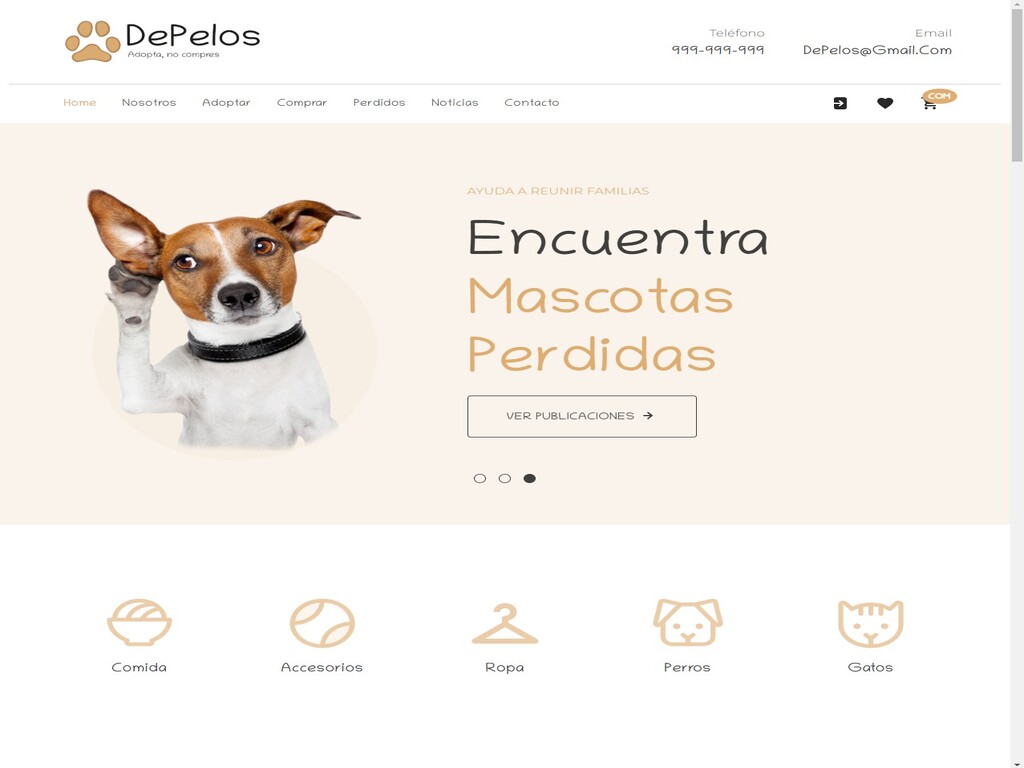 DePelos
Adopta, no compres
Teléfono
999-999-999
Email
DePelos@Gmail.Com
Home
Nosotros
Adoptar
Comprar
Perdidos
Noticias
Contacto
COM
AYUDA A REUNIR FAMILIAS
Encuentra
Mascotas
Perdidas
VER PUBLICACIONES
Comida
Accesorios
Ropa
Perros
Gatos